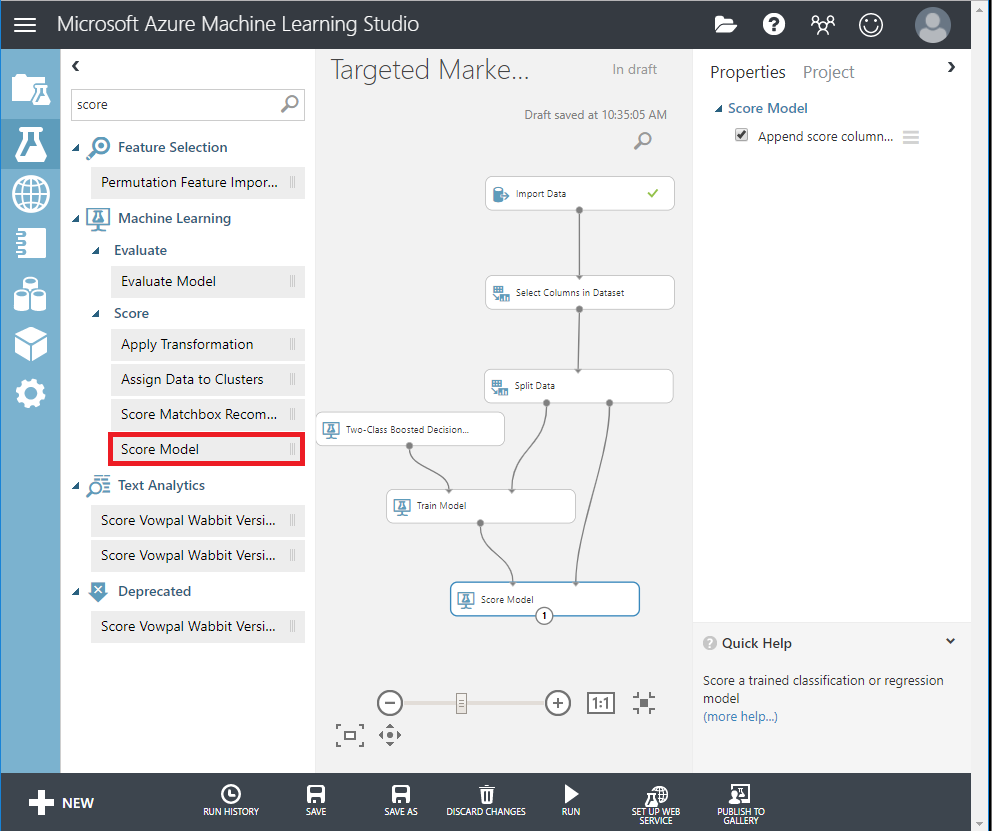 Microsoft Azure Machine Learning Studio
score
Feature Selection
Permutation Feature Impor...
Machine Learning
Evaluate
Evaluate Model
Score
Apply Transformation
Assign Data to Clusters
Score Matchbox Recom...
Score Model
Text Analytics
Score Vowpal Wabbit Versi...
Score Vowpal Wabbit Versi...
Deprecated
Score Vowpal Wabbit Versi...
Targeted Marke...
In draft
Draft saved at 10:35:05 AM
Import Data
Select Columns in Dataset
Split Data
Two-Class Boosted Decision...
Train Model
Score Model
1
1:1
Properties Project
Score Model
Append score column...
? Quick Help
Score a trained classification or regression
model
(more help...)
NEW
RUN HISTORY
SAVE
SAVE AS
DISCARD CHANGES
RUN
SET UP WEB
SERVICE
PUBLISH TO
GALLERY